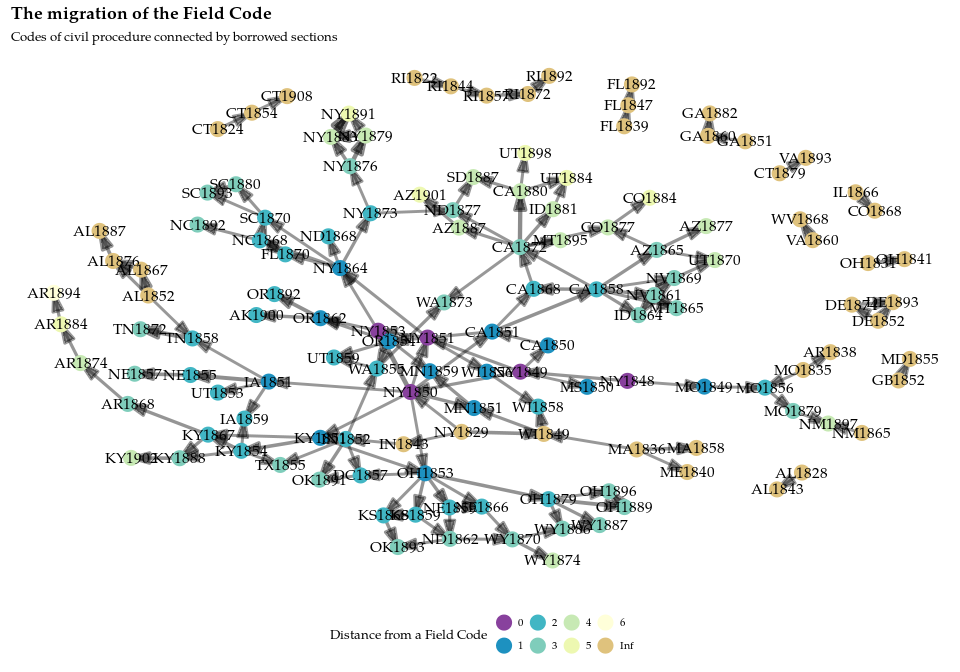 The migration of the Field Code
Codes of civil procedure connected by borrowed sections
RI1822
RI1844
RI1857
RI1872
RI1892
FL1892
FL1847
FL1839
CT1908
CT1854
CT1824
NY1891
NY1879
NY1876
GA1882
GA1860
GA1851
VA1893
CT1879
UT1898
SC1880
SC1893
SD1887
UT1884
CA1880
AZ1901
ND1877
ID1881
CO1884
IL1866
CO1868
NY1873
SC1870
NC1892
AZ1887
CO1877
AZ1877
WV1868
VA1860
AL1887
ND1868
NC1868
MT1895
CA1872
AZ1865
FL1870
UT1870
OH1841
AL1876
AL1867
NY1864
NV1869
AR1894
AL1852
OR1892
WA1873
CA1868
CA1858
NV1861
MT1865
ID1864
DE1893
DE1852
AK1900
OR1862
AR1884
TN1872
TN1858
NY1853
NY1851
CA1851
CA1850
UT1859
AR1838
MD1855
AR1874
WA1855
MN1859
NY1849
MO1835
GB1852
NE1857
NE1855
IA1851
UT1853
NY1850
MS1850
NY1848
MO1849
MO1856
AR1868
MN1851
WI1858
MO1879
NM1897
NM1865
IA1859
KY1867
NY1829
WI1849
KY1854
IN1843
MA1836
MA1858
KY1888
TX1855
OK1891
DC1857
OH1853
ME1840
AL1828
AL1843
OH1879
OH1896
OH1889
KS1859
ND1862
WY1870
WY1887
OK1893
WY1874
Distance from a Field Code
0 2 4 6
1 3 5 Inf